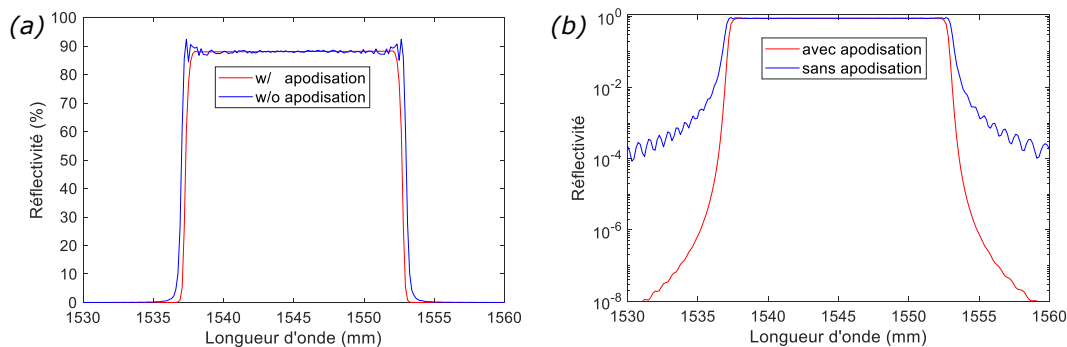 (a)
100
90
80
70
60
50
40
30
20
10
0
Réflectivité (%)
w/ apodisation
w/o apodisation
1530 1535 1540 1545 1550 1555 1560
Longueur d'onde (mm)
(b)
10^0
10^-2
10^-4
10^-6
10^-8
Réflectivité
avec apodisation
sans apodisation
1530 1535 1540 1545 1550 1555 1560
Longueur d'onde (mm)